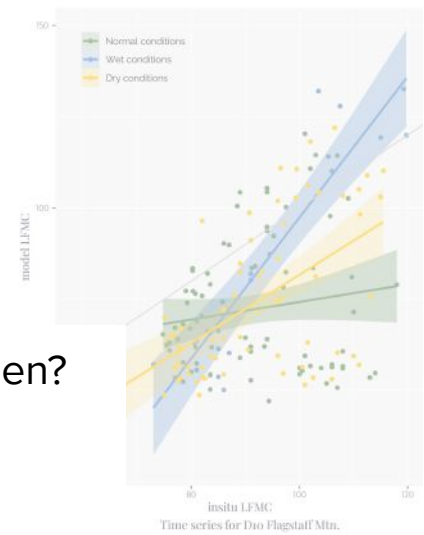 150
Normal conditions
Wet conditions
Dry conditions
model LFMC
100
en?
80
100
120
insitu LFMC
Time series for D10 Flagstaff Mtn.